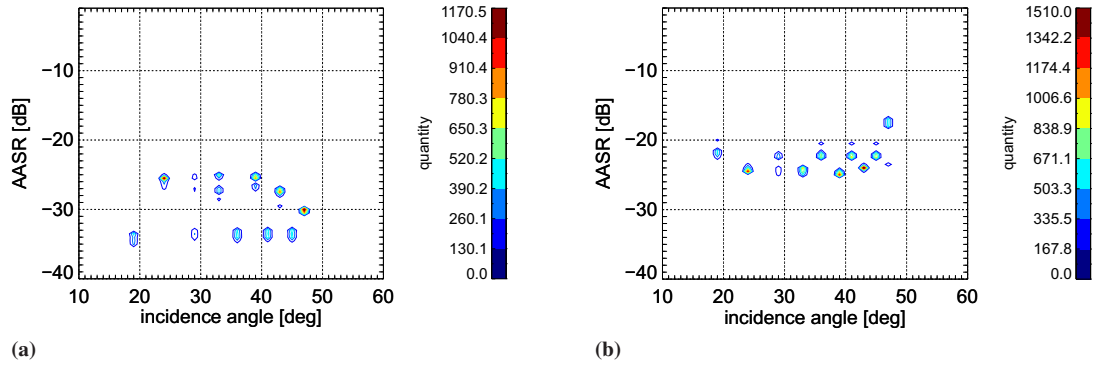 AASR [dB]
−10
−20
−30
−40
10 20 30 40 50 60
incidence angle [deg]
quantity
1170.5
1040.4
910.4
780.3
650.3
520.2
390.2
260.1
130.1
0.0
(a)
AASR [dB]
−10
−20
−30
−40
10 20 30 40 50 60
incidence angle [deg]
quantity
1510.0
1342.2
1174.4
1006.6
838.9
671.1
503.3
335.5
167.8
0.0
(b)